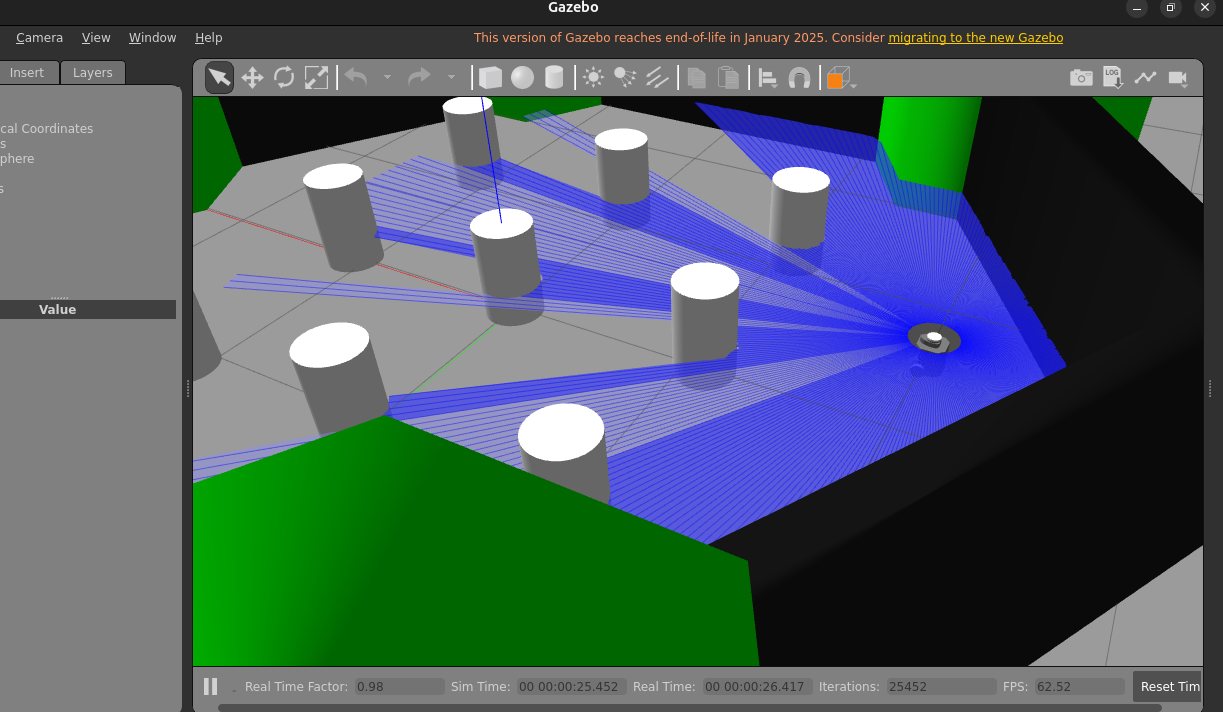 Gazebo
Camera View Window Help
This version of Gazebo reaches end-of-life in January 2025. Consider migrating to the new Gazebo
Insert Layers
LOG
cal Coordinates
s
phere
s
Value
Real Time Factor: 0.98 Sim Time: 00 00:00:25.452 Real Time: 00 00:00:26.417 Iterations: 25452 FPS: 62.52 Reset Tim